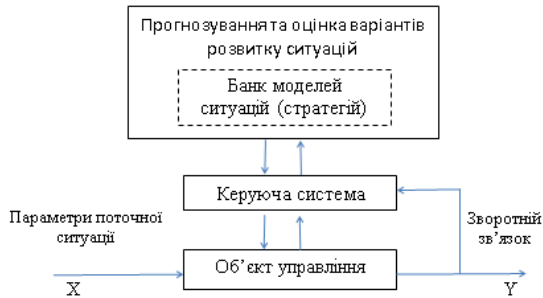 Прогнозування та оцінка варіантів
розвитку ситуацій
Банк моделей
ситуацій (стратегій)
Керуюча система
Параметри поточної
ситуації
Зворотній
зв’язок
Об’єкт управління
X
Y